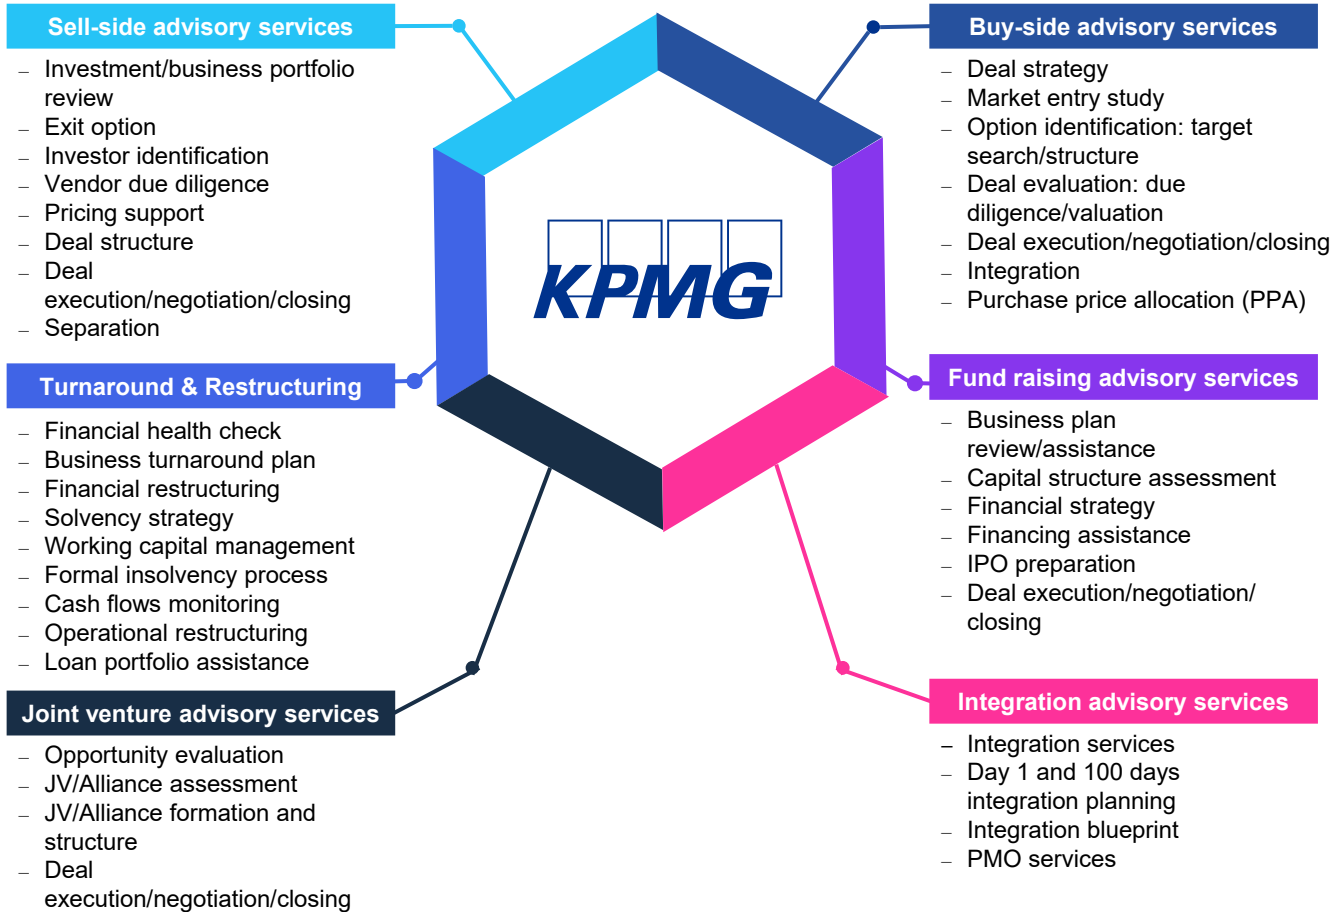 Sell-side advisory services
– Investment/business portfolio
review
– Exit option
– Investor identification
– Vendor due diligence
– Pricing support
– Deal structure
– Deal
execution/negotiation/closing
– Separation
Turnaround & Restructuring
– Financial health check
– Business turnaround plan
– Financial restructuring
– Solvency strategy
– Working capital management
– Formal insolvency process
– Cash flows monitoring
– Operational restructuring
– Loan portfolio assistance
Joint venture advisory services
– Opportunity evaluation
– JV/Alliance assessment
– JV/Alliance formation and
structure
– Deal
execution/negotiation/closing
KPMG
Buy-side advisory services
– Deal strategy
– Market entry study
– Option identification: target
search/structure
– Deal evaluation: due
diligence/valuation
– Deal execution/negotiation/closing
– Integration
– Purchase price allocation (PPA)
Fund raising advisory services
– Business plan
review/assistance
– Capital structure assessment
– Financial strategy
– Financing assistance
– IPO preparation
– Deal execution/negotiation/
closing
Integration advisory services
– Integration services
– Day 1 and 100 days
integration planning
– Integration blueprint
– PMO services